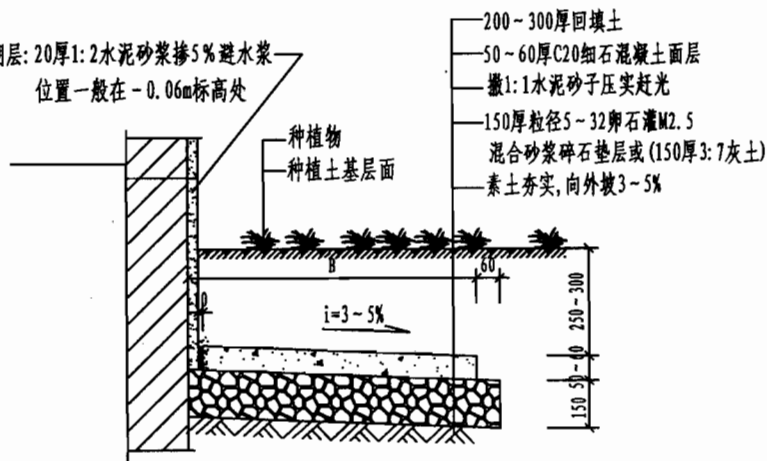 层: 20厚1: 2水泥砂浆掺5%避水浆
位置一般在-0.06m标高处
种植物
种植土基层面
200~300厚回填土
50~60厚C20细石混凝土面层
撒1:1水泥砂子压实赶光
150厚粒径5~32卵石灌M2.5
混合砂浆碎石垫层或(150厚3:7灰土)
素土夯实,向外坡3~5%
B
60
i=3~5%
250~300
50~60
150